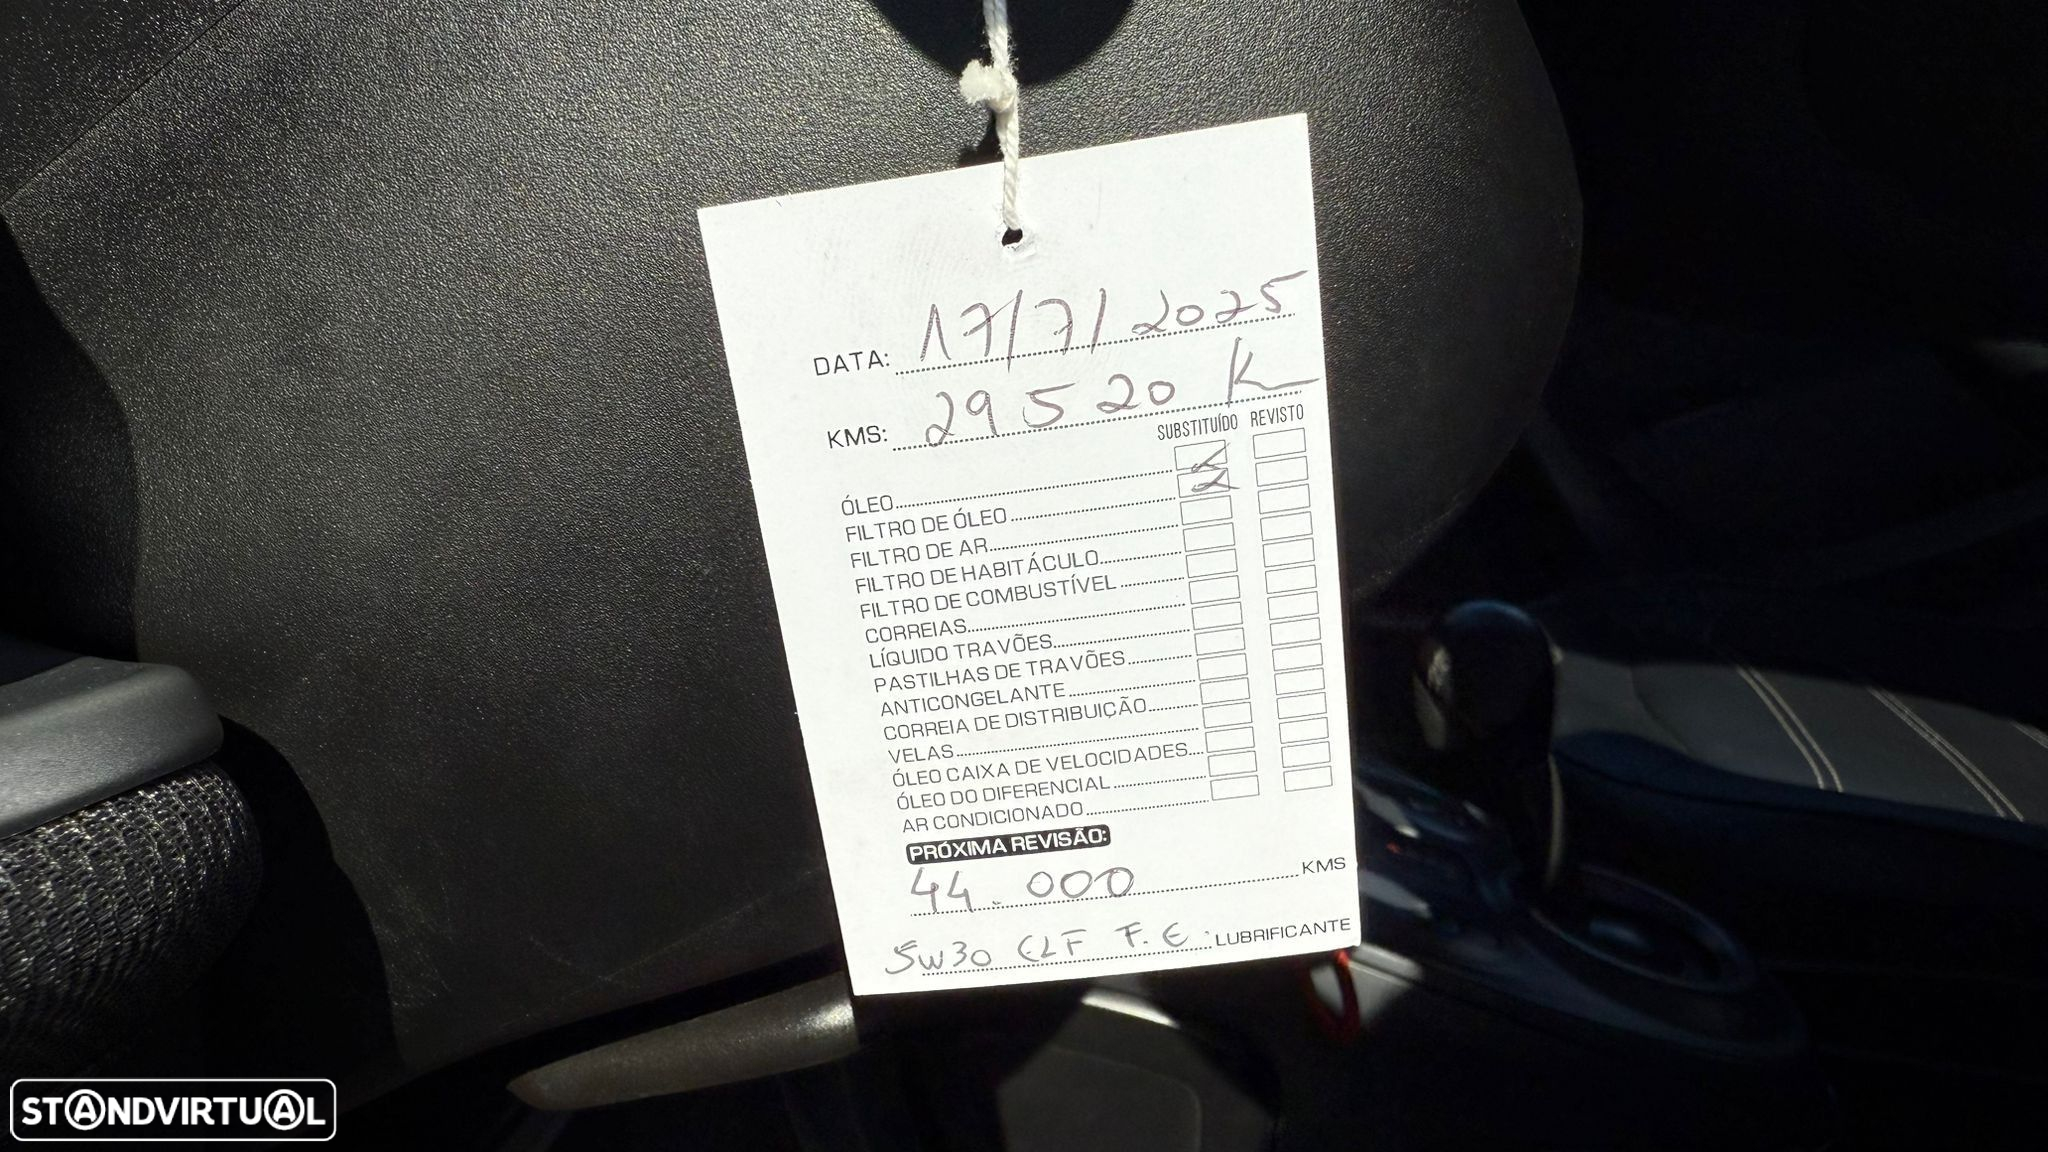 DATA: 17/7/2025
KMS: 29520 K
SUBSTITUÍDO REVISTO
ÓLEO
FILTRO DE ÓLEO
FILTRO DE AR
FILTRO DE HABITÁCULO
FILTRO DE COMBUSTÍVEL
CORREIAS
LÍQUIDO TRAVÕES
PASTILHAS DE TRAVÕES
ANTICONGELANTE
CORREIA DE DISTRIBUIÇÃO
VELAS
ÓLEO CAIXA DE VELOCIDADES
ÓLEO DO DIFERENCIAL
AR CONDICIONADO
PRÓXIMA REVISÃO:
44.000 KMS
5W30 ELF F.E. LUBRIFICANTE
STANDVIRTUAL